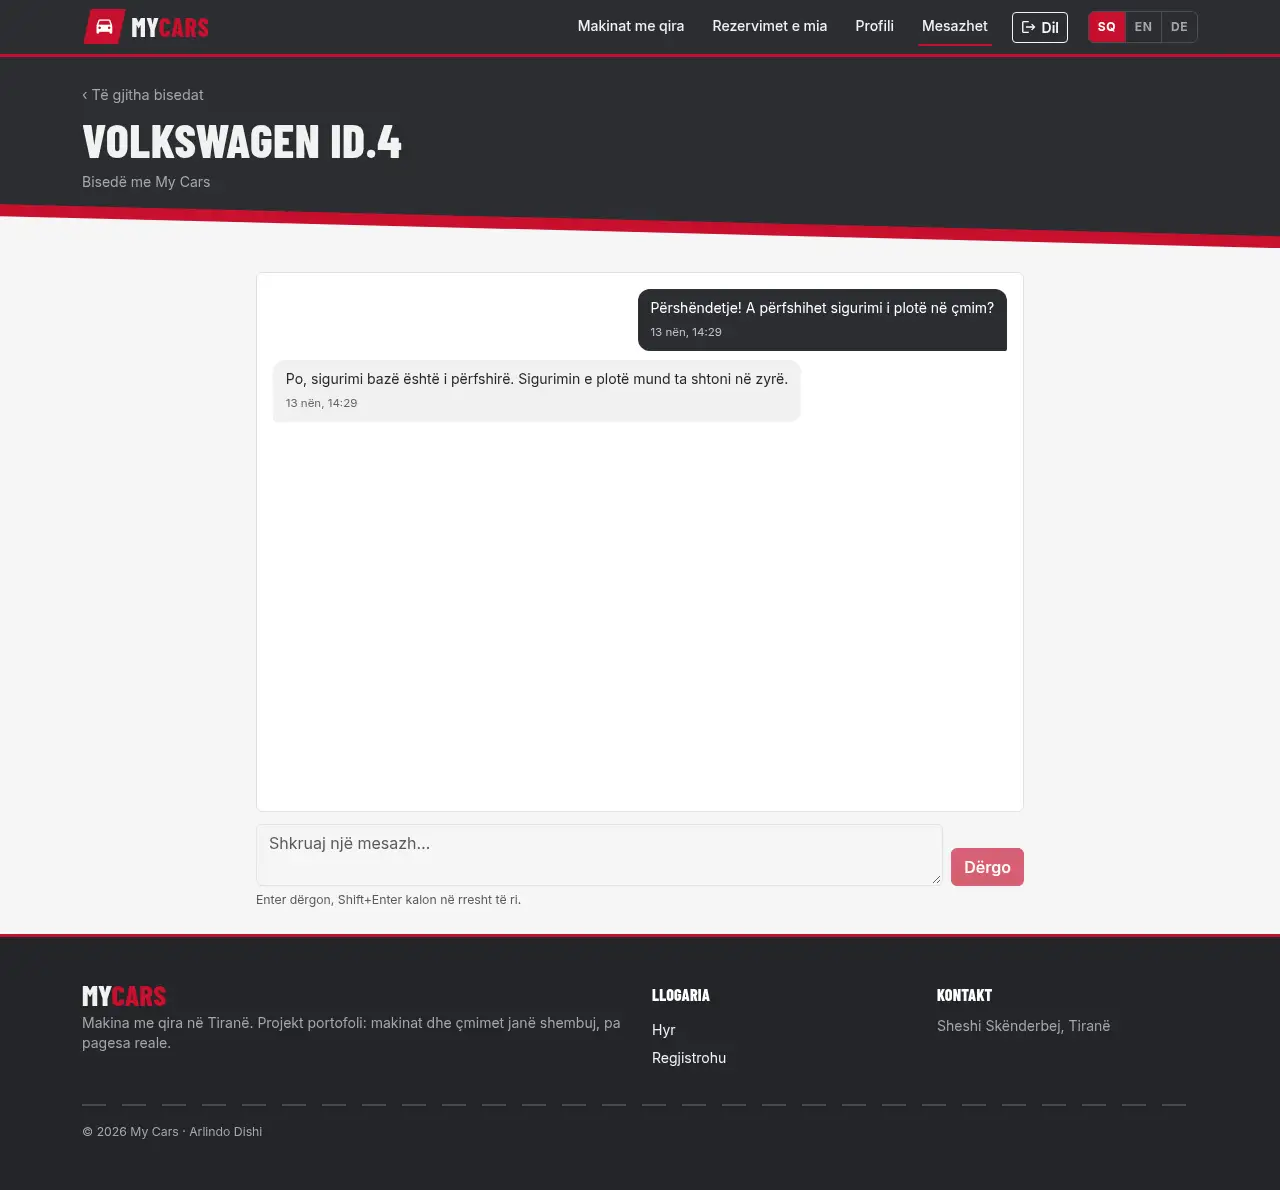 MYCARS
Makinat me qira
Rezervimet e mia
Profili
Mesazhet
Dil
SQ
EN
DE
‹ Të gjitha bisedat
VOLKSWAGEN ID.4
Bisedë me My Cars
Përshëndetje! A përfshihet sigurimi i plotë në çmim?
13 nën, 14:29
Po, sigurimi bazë është i përfshirë. Sigurimin e plotë mund ta shtoni në zyrë.
13 nën, 14:29
Shkruaj një mesazh...
Dërgo
Enter dërgon, Shift+Enter kalon në rresht të ri.
MYCARS
Makina me qira në Tiranë. Projekt portofoli: makinat dhe çmimet janë shembuj, pa
pagesa reale.
LLOGARIA
Hyr
Regjistrohu
KONTAKT
Sheshi Skënderbej, Tiranë
© 2026 My Cars · Arlindo Dishi